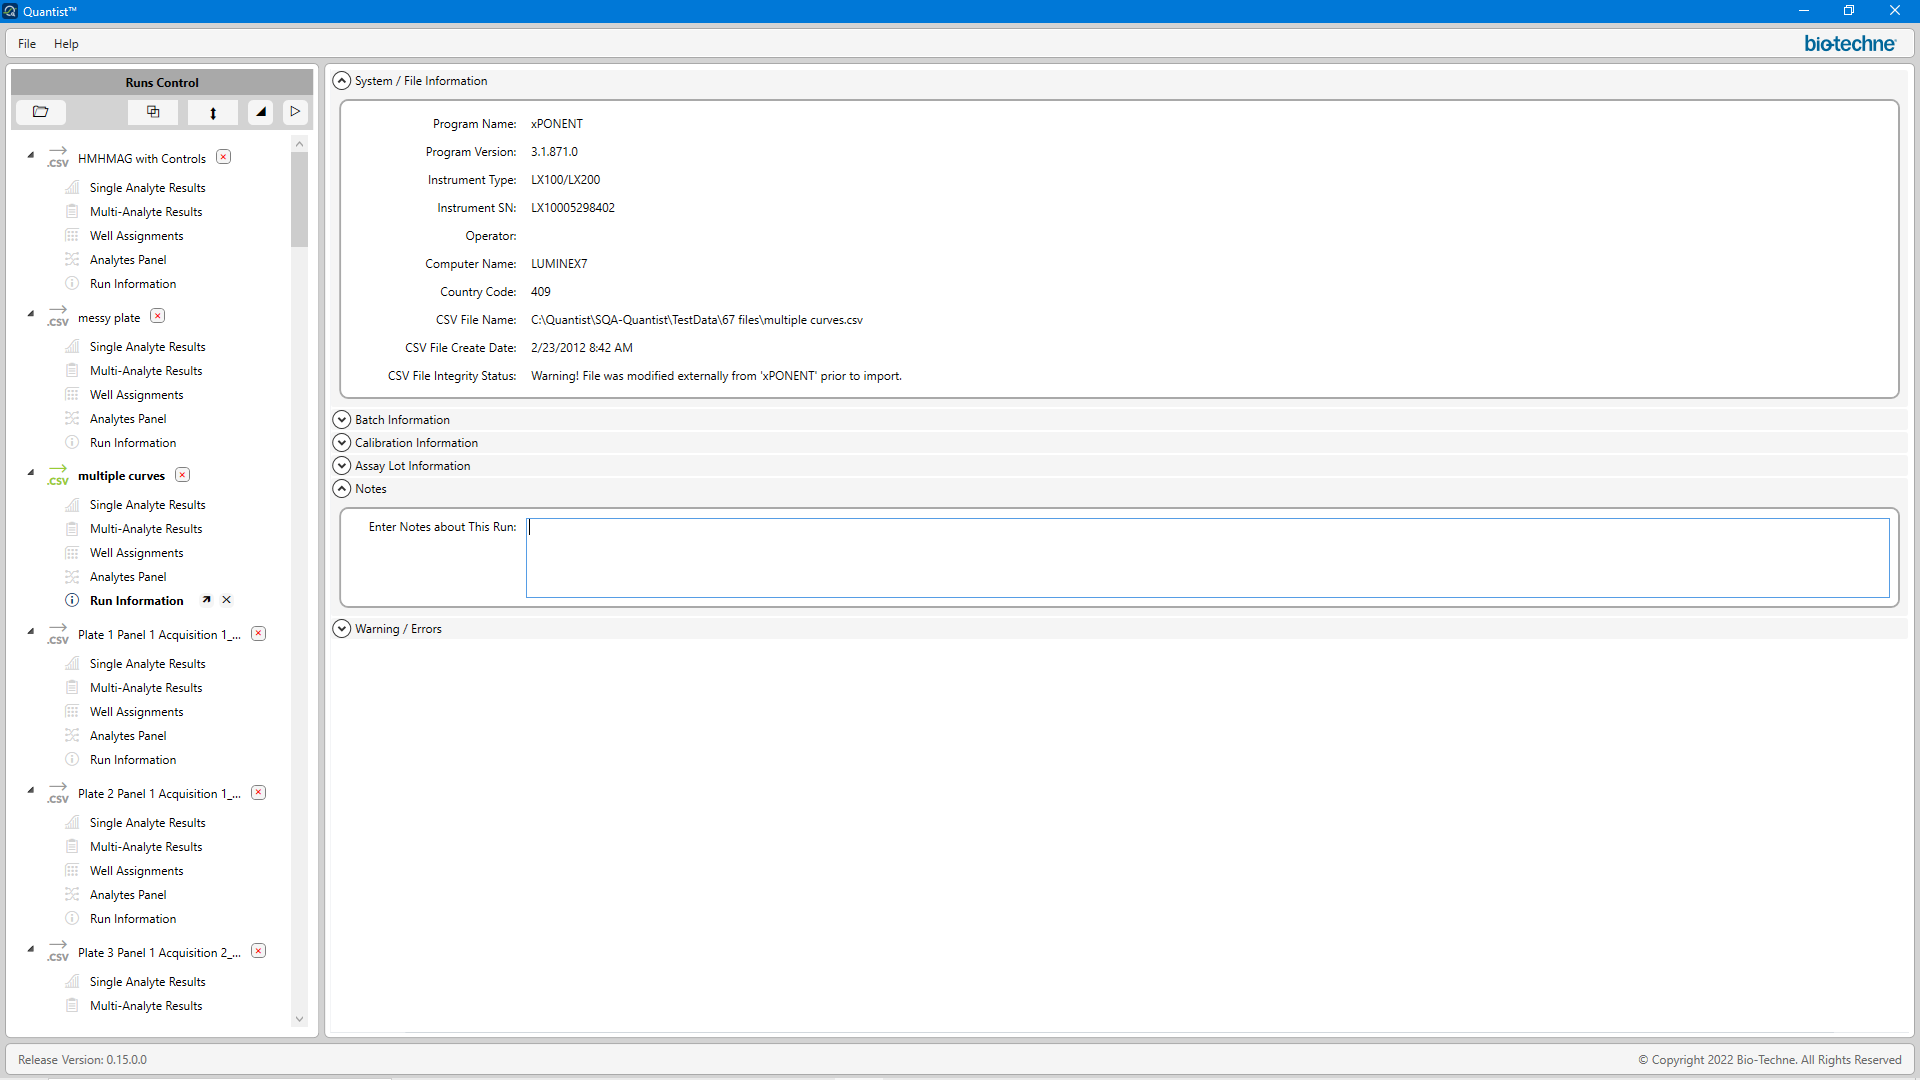 Quantist™
File Help
bio-techne®
Runs Control
.CSV HMHMAG with Controls
Single Analyte Results
Multi-Analyte Results
Well Assignments
Analytes Panel
Run Information
.CSV messy plate
Single Analyte Results
Multi-Analyte Results
Well Assignments
Analytes Panel
Run Information
.CSV multiple curves
Single Analyte Results
Multi-Analyte Results
Well Assignments
Analytes Panel
Run Information
.CSV Plate 1 Panel 1 Acquisition 1_...
Single Analyte Results
Multi-Analyte Results
Well Assignments
Analytes Panel
Run Information
.CSV Plate 2 Panel 1 Acquisition 1_...
Single Analyte Results
Multi-Analyte Results
Well Assignments
Analytes Panel
Run Information
.CSV Plate 3 Panel 1 Acquisition 2_...
Single Analyte Results
Multi-Analyte Results
System / File Information
Program Name: xPONENT
Program Version: 3.1.871.0
Instrument Type: LX100/LX200
Instrument SN: LX10005298402
Operator:
Computer Name: LUMINEX7
Country Code: 409
CSV File Name: C:\Quantist\SQA-Quantist\TestData\67 files\multiple curves.csv
CSV File Create Date: 2/23/2012 8:42 AM
CSV File Integrity Status: Warning! File was modified externally from 'xPONENT' prior to import.
Batch Information
Calibration Information
Assay Lot Information
Notes
Enter Notes about This Run:
Warning / Errors
Release Version: 0.15.0.0
© Copyright 2022 Bio-Techne. All Rights Reserved